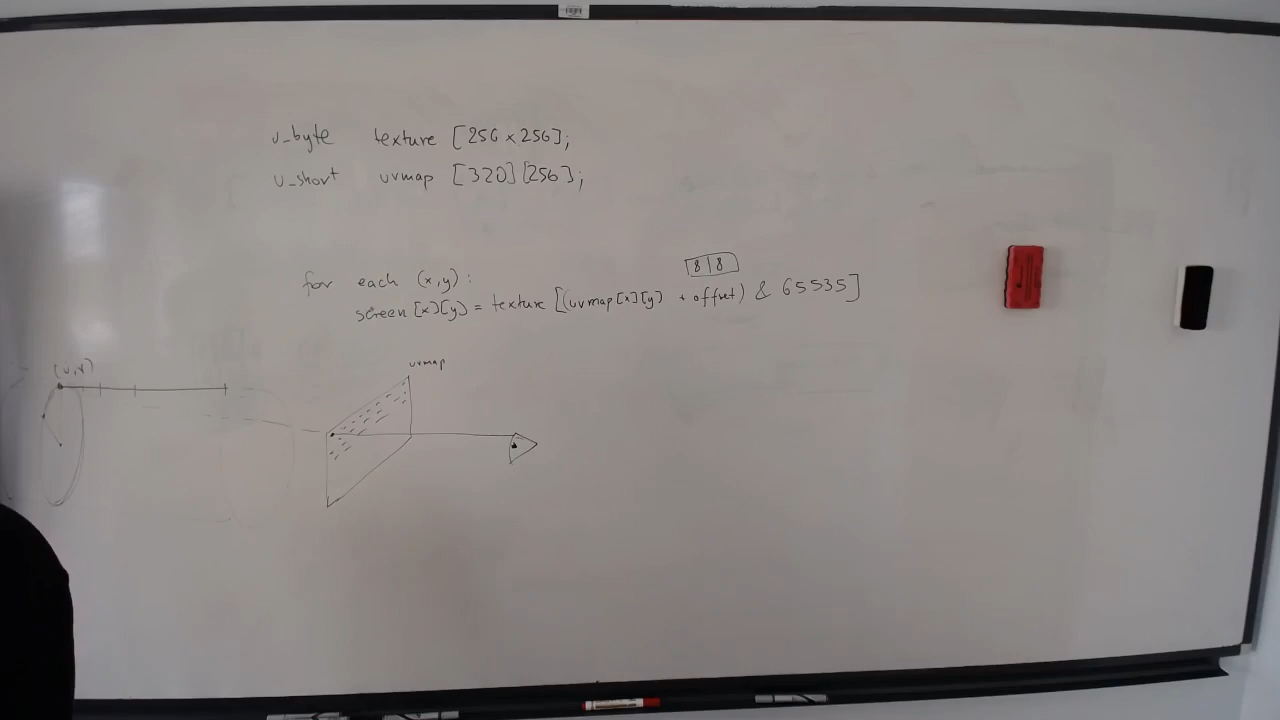 u_byte texture [256 x 256];
u_short uvmap [320][256];
for each (x,y):
8|8
screen [x][y] = texture [(uvmap[x][y] + offset) & 65535]
(u,v)
uvmap